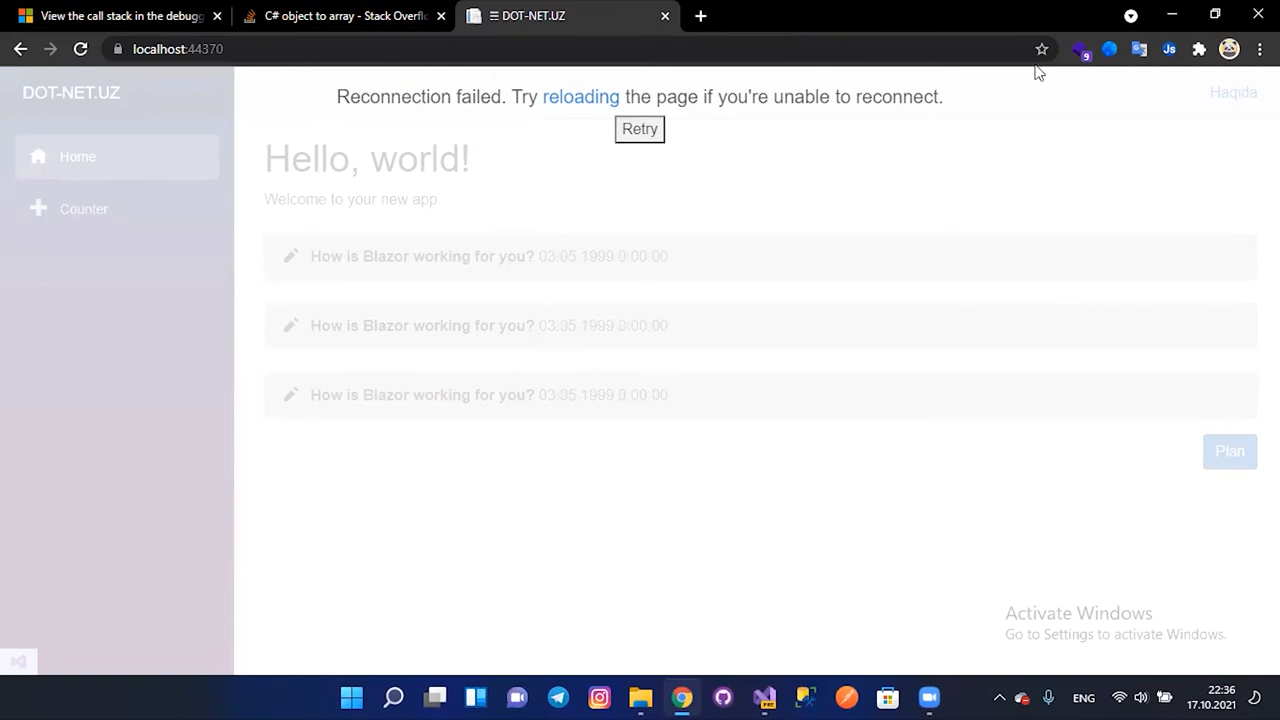 View the call stack in the debugg
C# object to array - Stack Overflo
☰ DOT-NET.UZ
localhost:44370
9
Js
DOT-NET.UZ
Reconnection failed. Try reloading the page if you're unable to reconnect.
Haqida
Retry
Home
Hello, world!
Welcome to your new app.
Counter
How is Blazor working for you? 03.05.1999 0:00:00
How is Blazor working for you? 03.05.1999 0:00:00
How is Blazor working for you? 03.05.1999 0:00:00
Plan
Activate Windows
Go to Settings to activate Windows.
PRE
ENG
22:36
17.10.2021